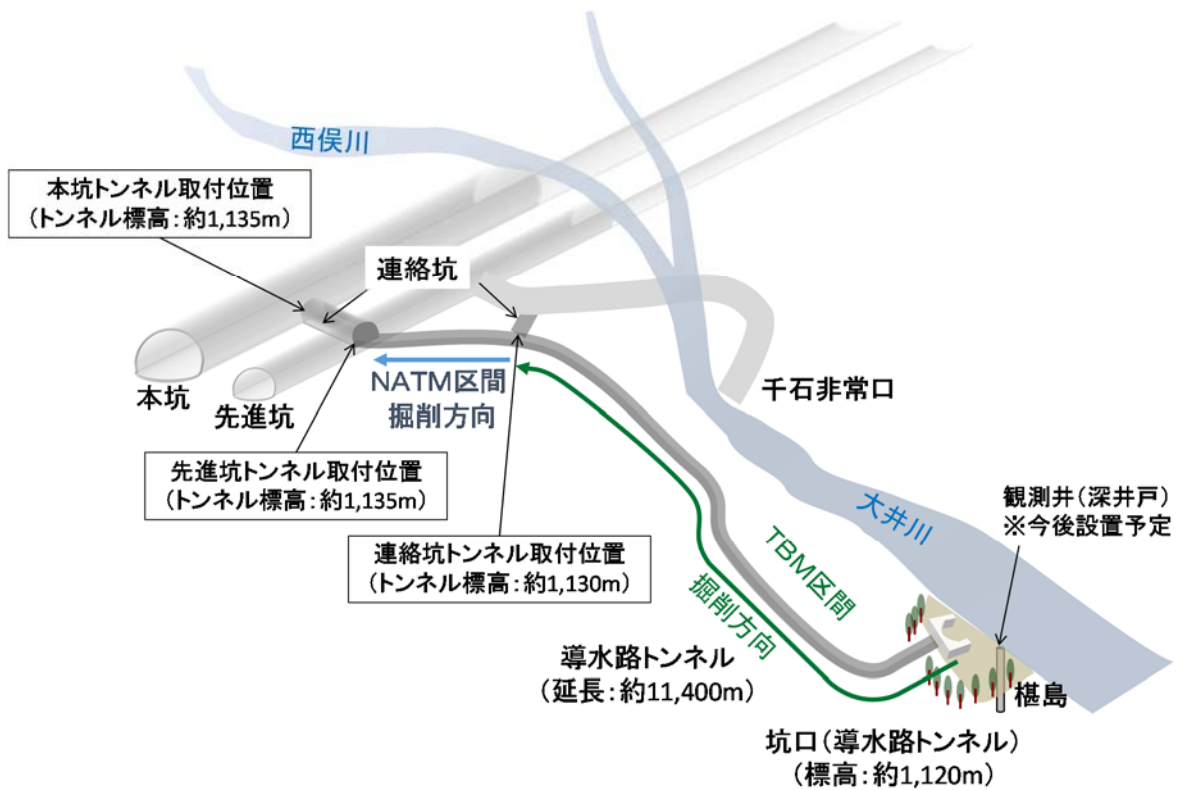 西俣川
本坑トンネル取付位置
(トンネル標高:約1,135m)
連絡坑
本坑
先進坑
NATM区間
掘削方向
千石非常口
先進坑トンネル取付位置
(トンネル標高:約1,135m)
大井川
観測井(深井戸)
※今後設置予定
連絡坑トンネル取付位置
(トンネル標高:約1,130m)
TBM区間
掘削方向
導水路トンネル
(延長:約11,400m)
椹島
坑口(導水路トンネル)
(標高:約1,120m)